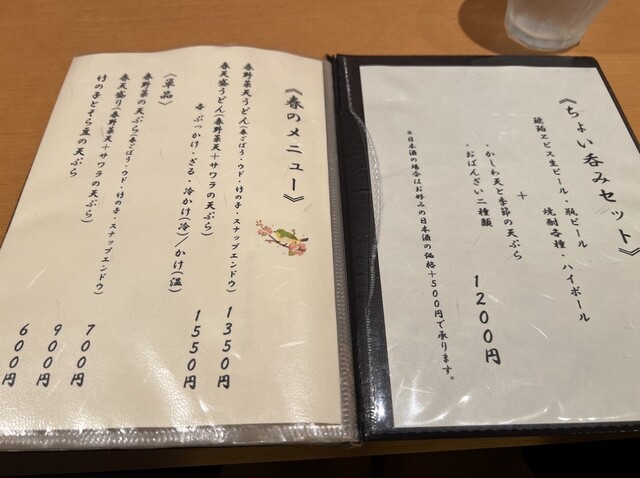 《ちょい呑みセット》
琥珀ヱビス生ビール・瓶ビール
焼酎各種・ハイボール
+
・かしわ天と季節の天ぷら
・おばんざい二種類
1200円
※日本酒の場合はお好みの日本酒の価格+500円で承ります。
《春のメニュー》
春野菜天うどん(春ごぼう・ウド・竹の子・スナップエンドウ)
1350円
春天盛うどん(春野菜天+サワラの天ぷら)
1550円
各 ぶっかけ・ざる・冷かけ(冷)/かけ(温)
〈単品〉
春野菜の天ぷら(春ごぼう・ウド・竹の子・スナップエンドウ)
700円
春天盛り(春野菜天+サワラの天ぷら)
900円
竹の子とそら豆の天ぷら
600円